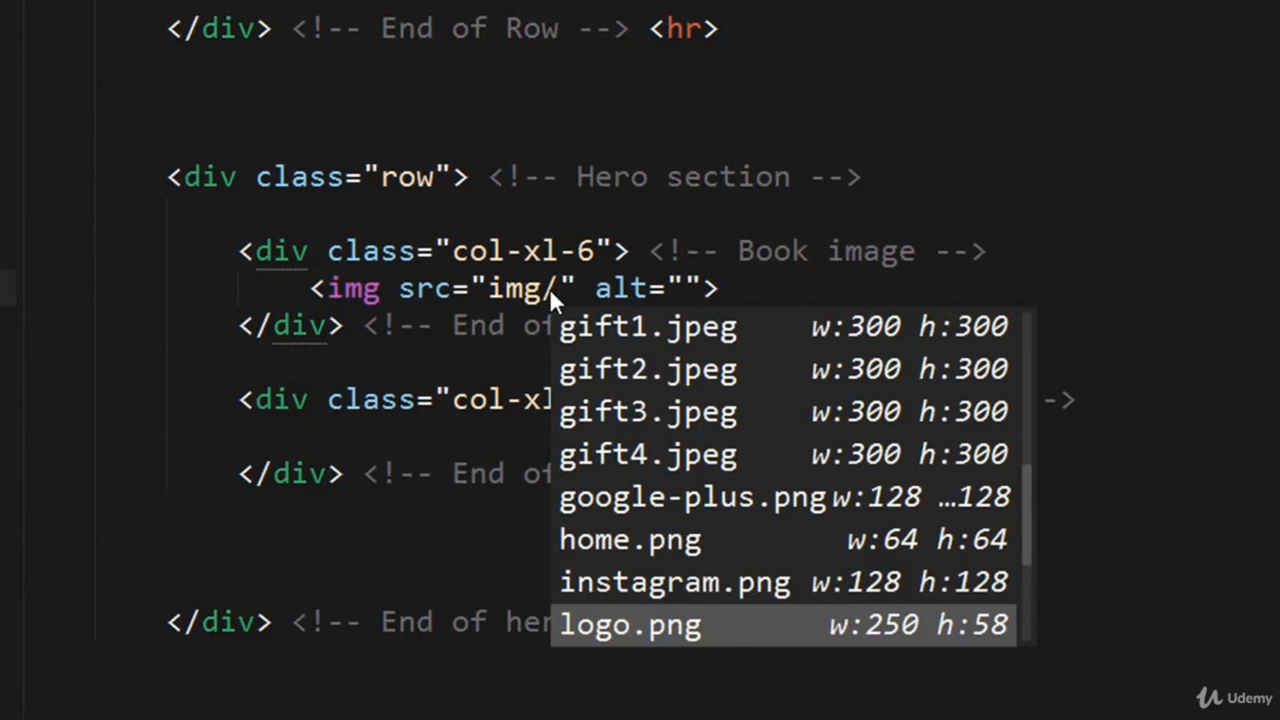 </div> <!-- End of Row --> <hr>
<div class="row"> <!-- Hero section -->
<div class="col-xl-6"> <!-- Book image -->
<img src="img/" alt="">
</div> <!-- End of
gift1.jpeg w:300 h:300
gift2.jpeg w:300 h:300
<div class="col-xl ->
gift3.jpeg w:300 h:300
gift4.jpeg w:300 h:300
</div> <!-- End of
google-plus.png w:128 …128
home.png w:64 h:64
instagram.png w:128 h:128
</div> <!-- End of her
logo.png w:250 h:58
Udemy